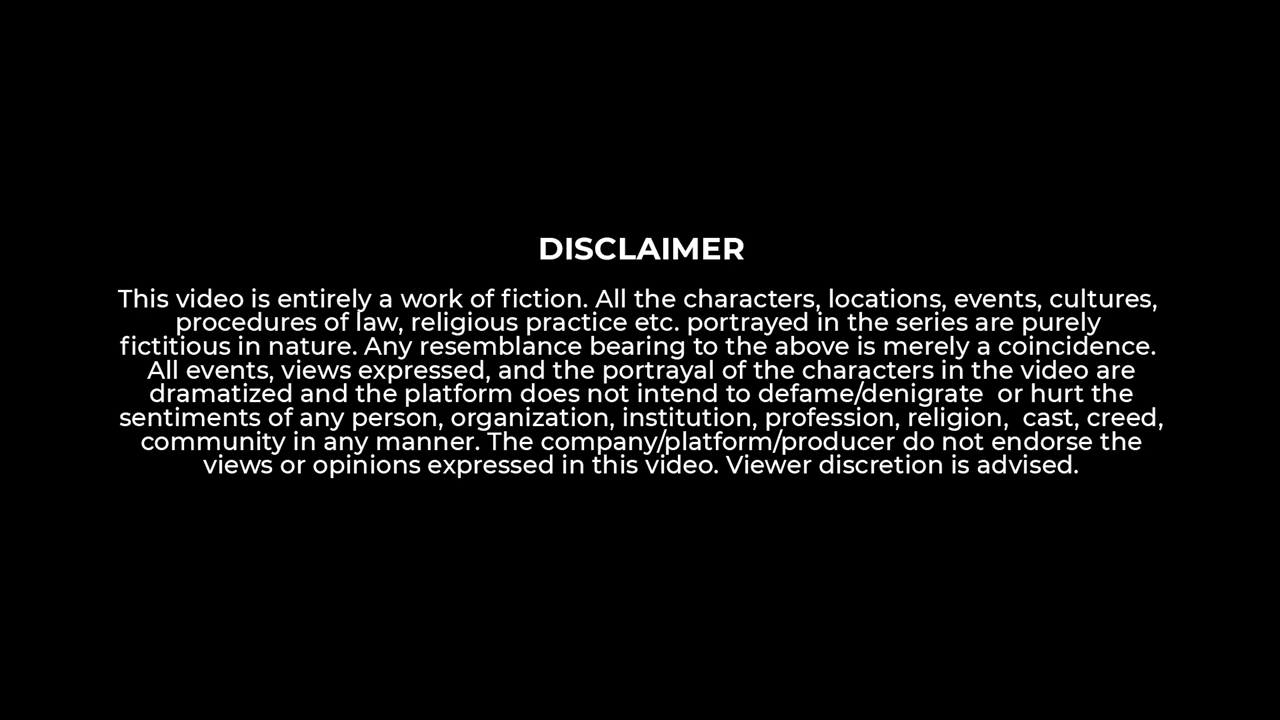 DISCLAIMER
This video is entirely a work of fiction. All the characters, locations, events, cultures,
procedures of law, religious practice etc. portrayed in the series are purely
fictitious in nature. Any resemblance bearing to the above is merely a coincidence.
All events, views expressed, and the portrayal of the characters in the video are
dramatized and the platform does not intend to defame/denigrate  or hurt the
sentiments of any person, organization, institution, profession, religion,  cast, creed,
community in any manner. The company/platform/producer do not endorse the
views or opinions expressed in this video. Viewer discretion is advised.